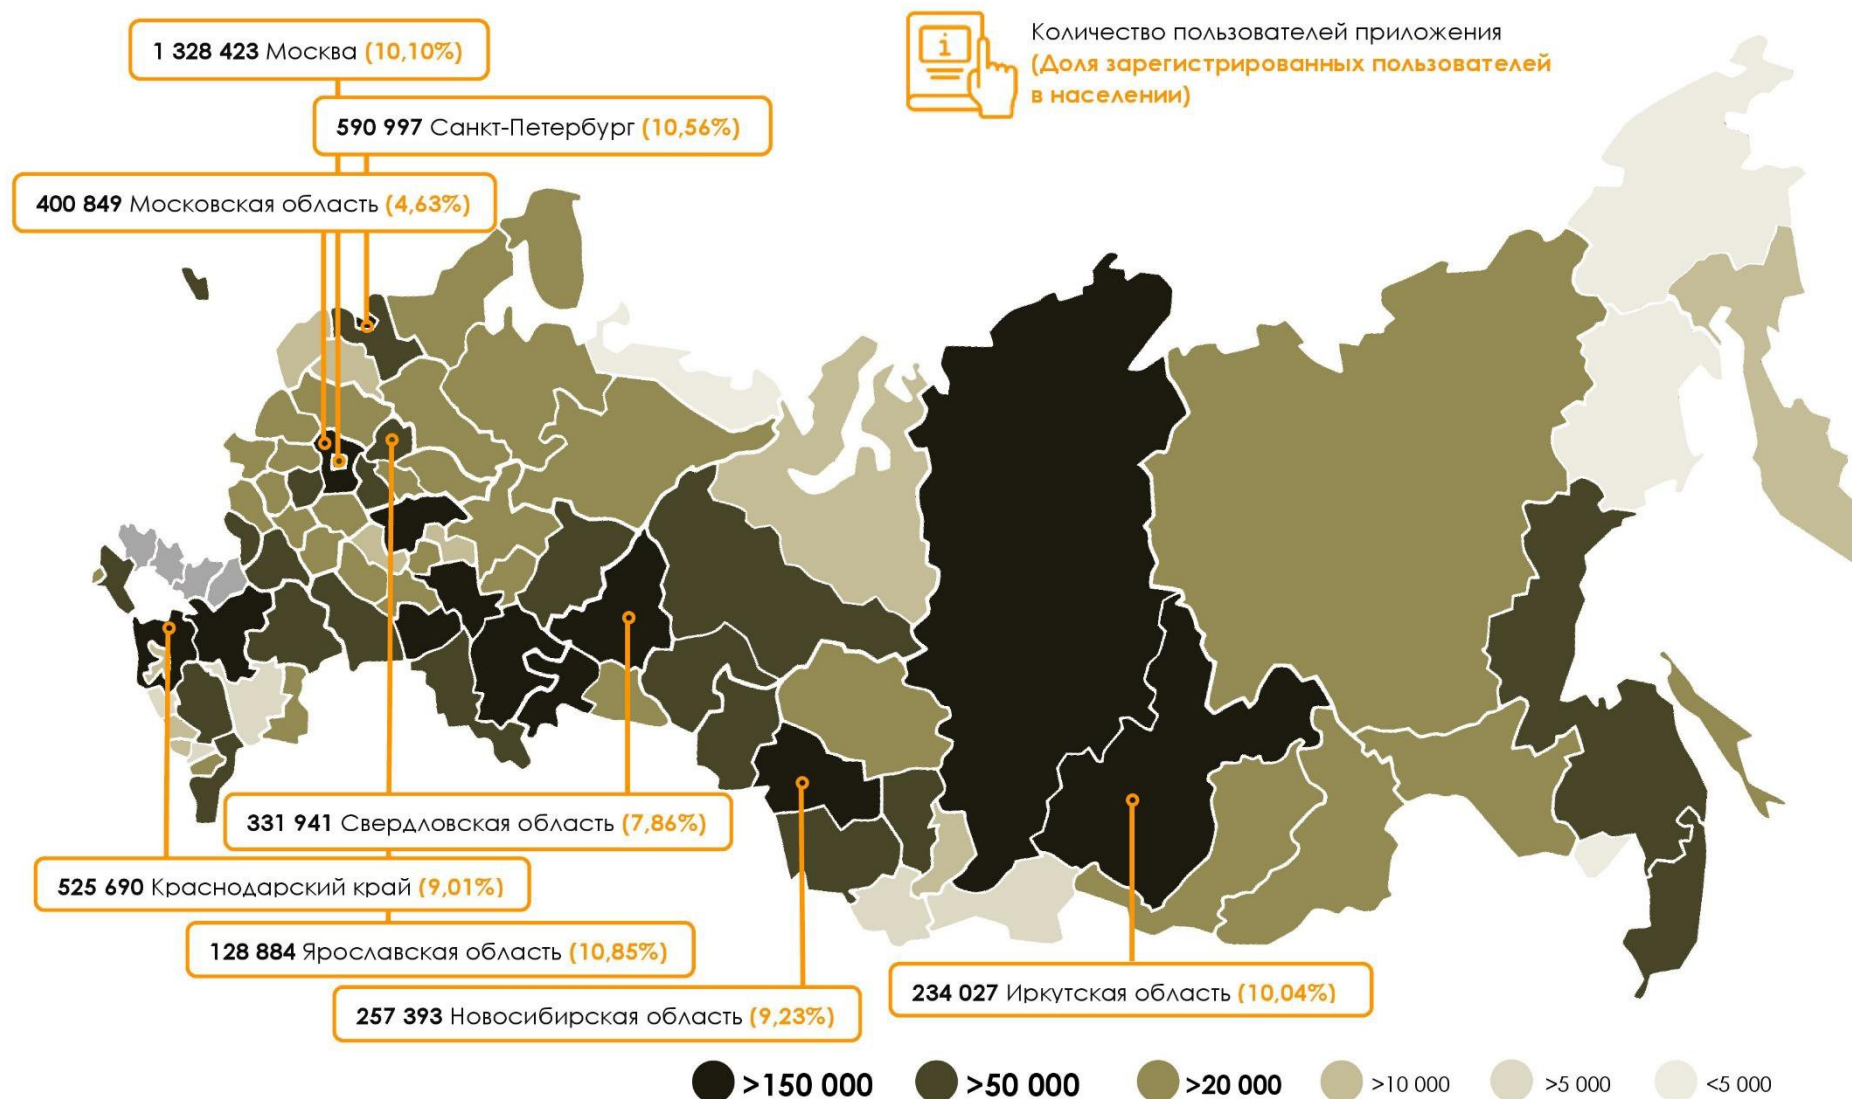 1 328 423 Москва (10,10%)
Количество пользователей приложения
(Доля зарегистрированных пользователей
в населении)
590 997 Санкт-Петербург (10,56%)
400 849 Московская область (4,63%)
331 941 Свердловская область (7,86%)
525 690 Краснодарский край (9,01%)
128 884 Ярославская область (10,85%)
257 393 Новосибирская область (9,23%)
234 027 Иркутская область (10,04%)
>150 000 >50 000 >20 000 >10 000 >5 000 <5 000